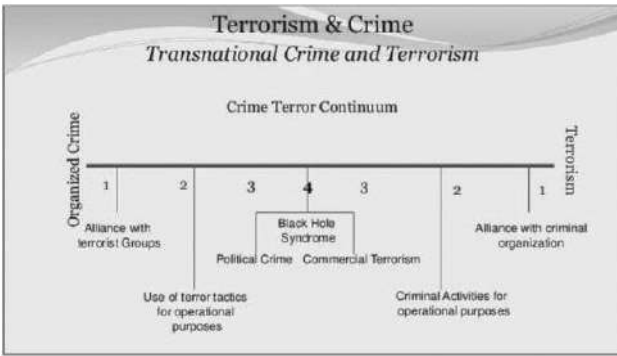 Terrorism & Crime
Transnational Crime and Terrorism
Crime Terror Continuum
Organized Crime
Terrorism
1 2 3 4 3 2 1
Alliance with
terrorist Groups
Black Hole
Syndrome
Alliance with criminal
organization
Political Crime Commercial Terrorism
Use of terror tactics
for operational
purposes
Criminal Activities for
operational purposes